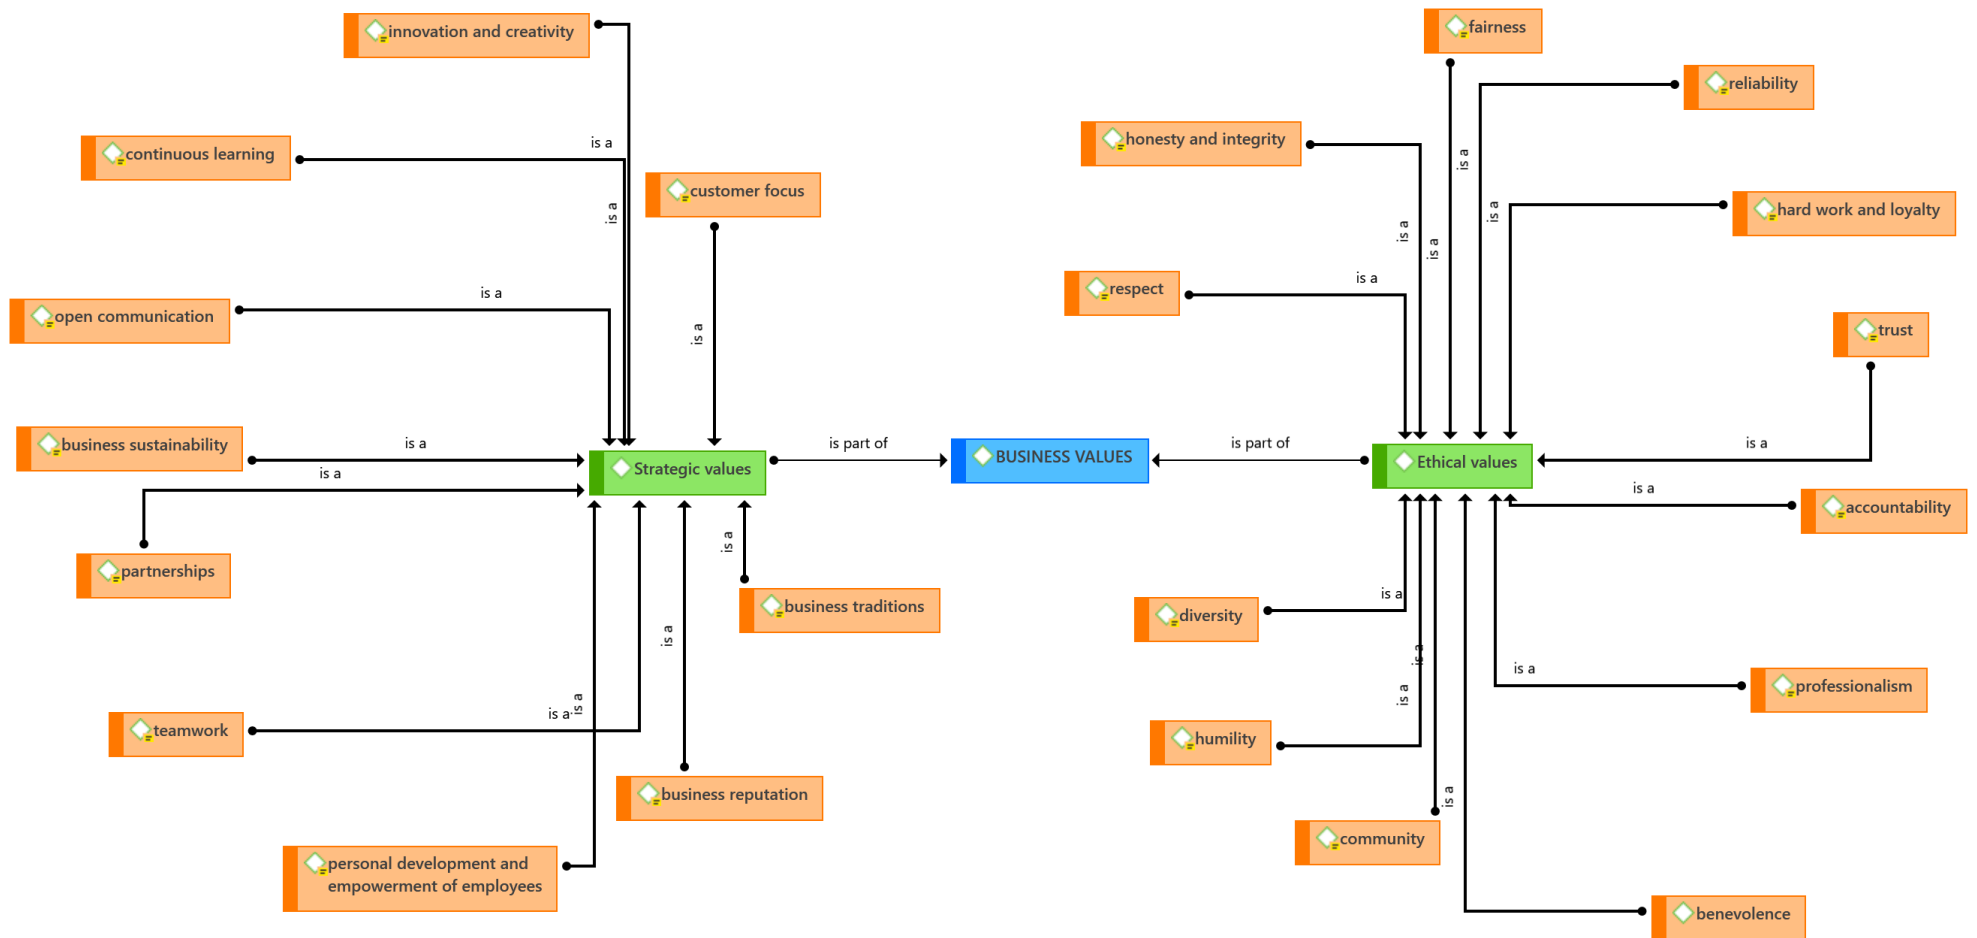 innovation and creativity
fairness
reliability
honesty and integrity
is a
continuous learning
is a
customer focus
is a
is a
hard work and loyalty
is a
is a
is a
respect
is a
open communication
is a
trust
is a
business sustainability
is a
is part of
BUSINESS VALUES
is part of
Ethical values
is a
Strategic values
is a
is a
accountability
is a
partnerships
is a
business traditions
diversity
is a
is a
is a
professionalism
is a
is a
is a
teamwork
humility
business reputation
is a
community
personal development and
empowerment of employees
benevolence